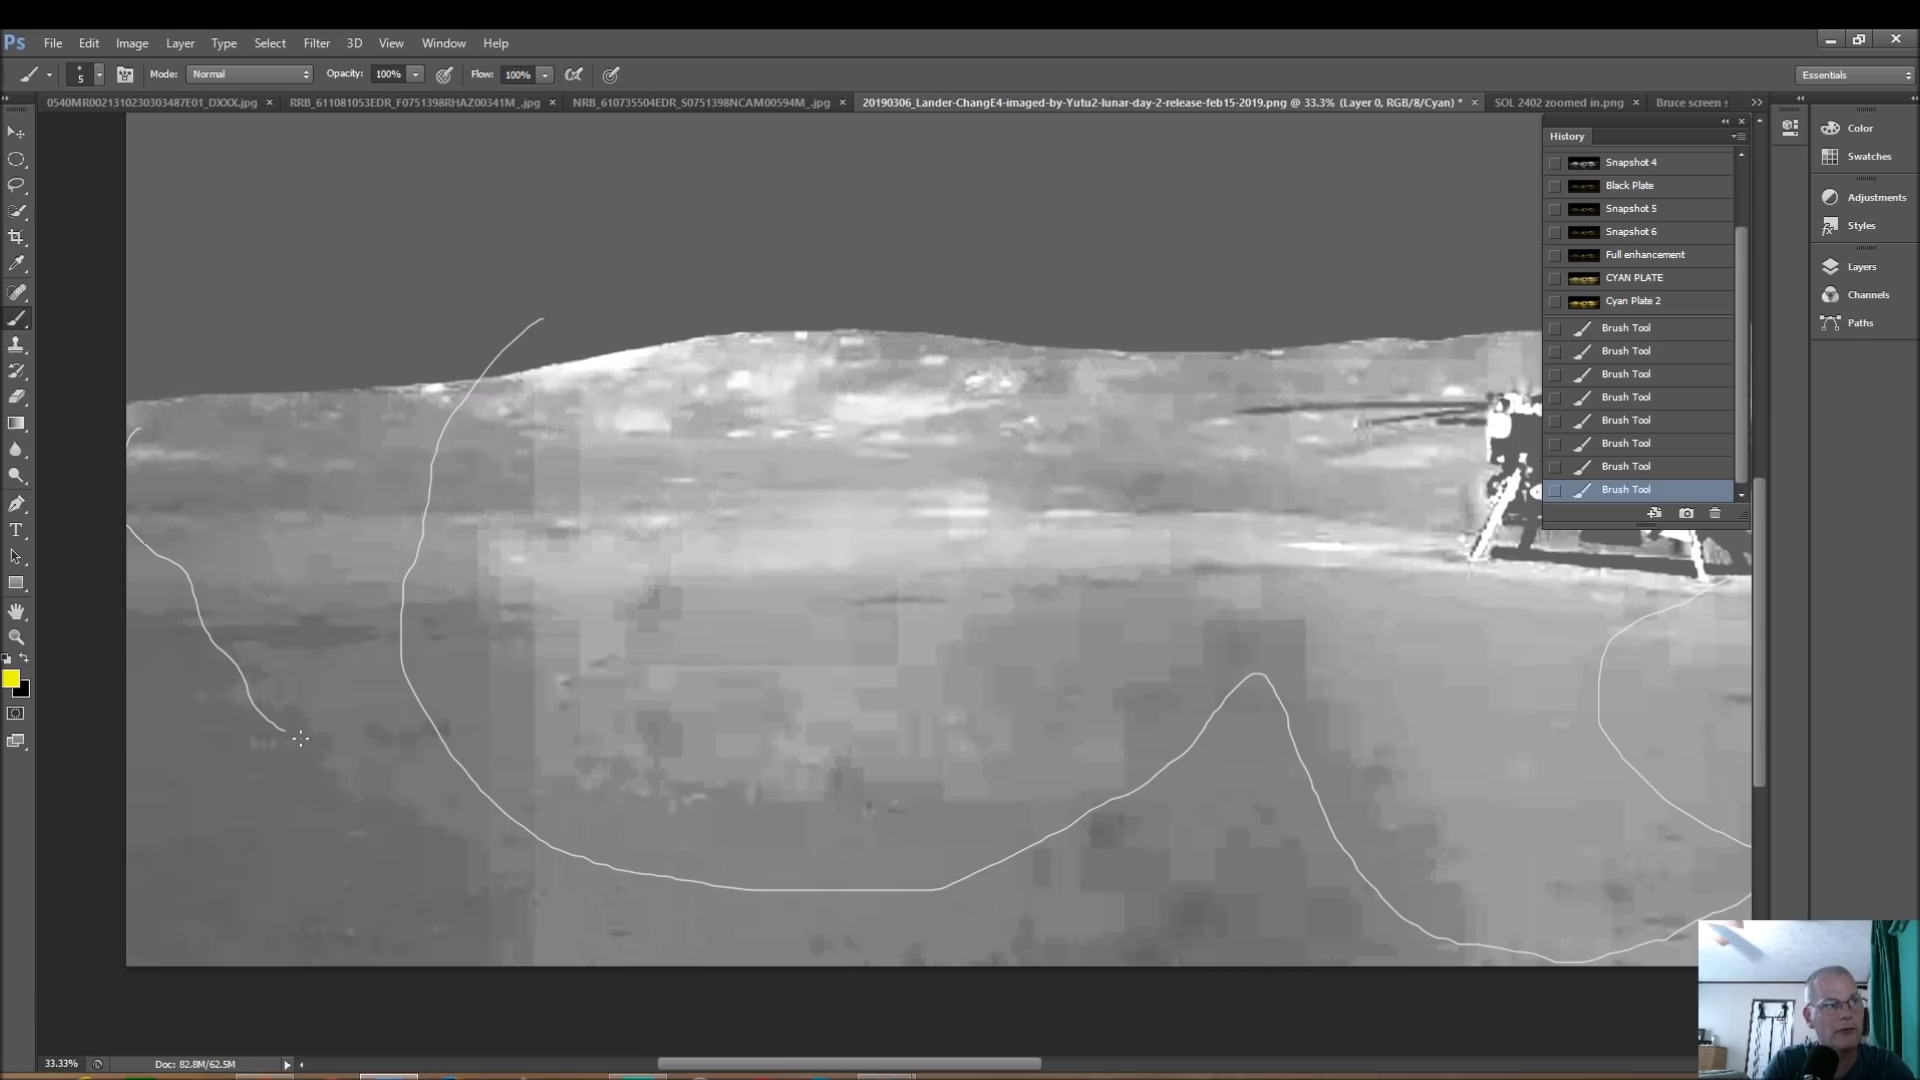 Ps File Edit Image Layer Type Select Filter 3D View Window Help
5 Mode: Normal Opacity: 100% Flow: 100% Essentials
0540MR0021310230303487E01_DXXX.jpg × RRB_611081053EDR_F0751398RHAZ00341M_.jpg × NRB_610735504EDR_S0751398NCAM00594M_.jpg × 20190306_Lander-ChangE4-imaged-by-Yutu2-lunar-day-2-release-feb15-2019.png @ 33.3% (Layer 0, RGB/8/Cyan) * × SOL 2402 zoomed in.png × Bruce screen s
History
Snapshot 4
Black Plate
Snapshot 5
Snapshot 6
Full enhancement
CYAN PLATE
Cyan Plate 2
Brush Tool
Brush Tool
Brush Tool
Brush Tool
Brush Tool
Brush Tool
Brush Tool
Brush Tool
Color
Swatches
Adjustments
Styles
Layers
Channels
Paths
T
33.33% Doc: 82.8M/62.5M